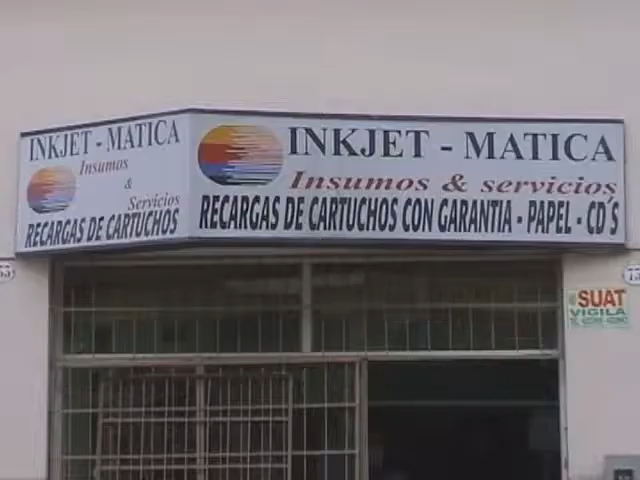 INKJET - MATICA
Insumos
&
Servicios
RECARGAS DE CARTUCHOS
INKJET - MATICA
Insumos & servicios
RECARGAS DE CARTUCHOS CON GARANTIA - PAPEL - CD´S
SUAT
VIGILA